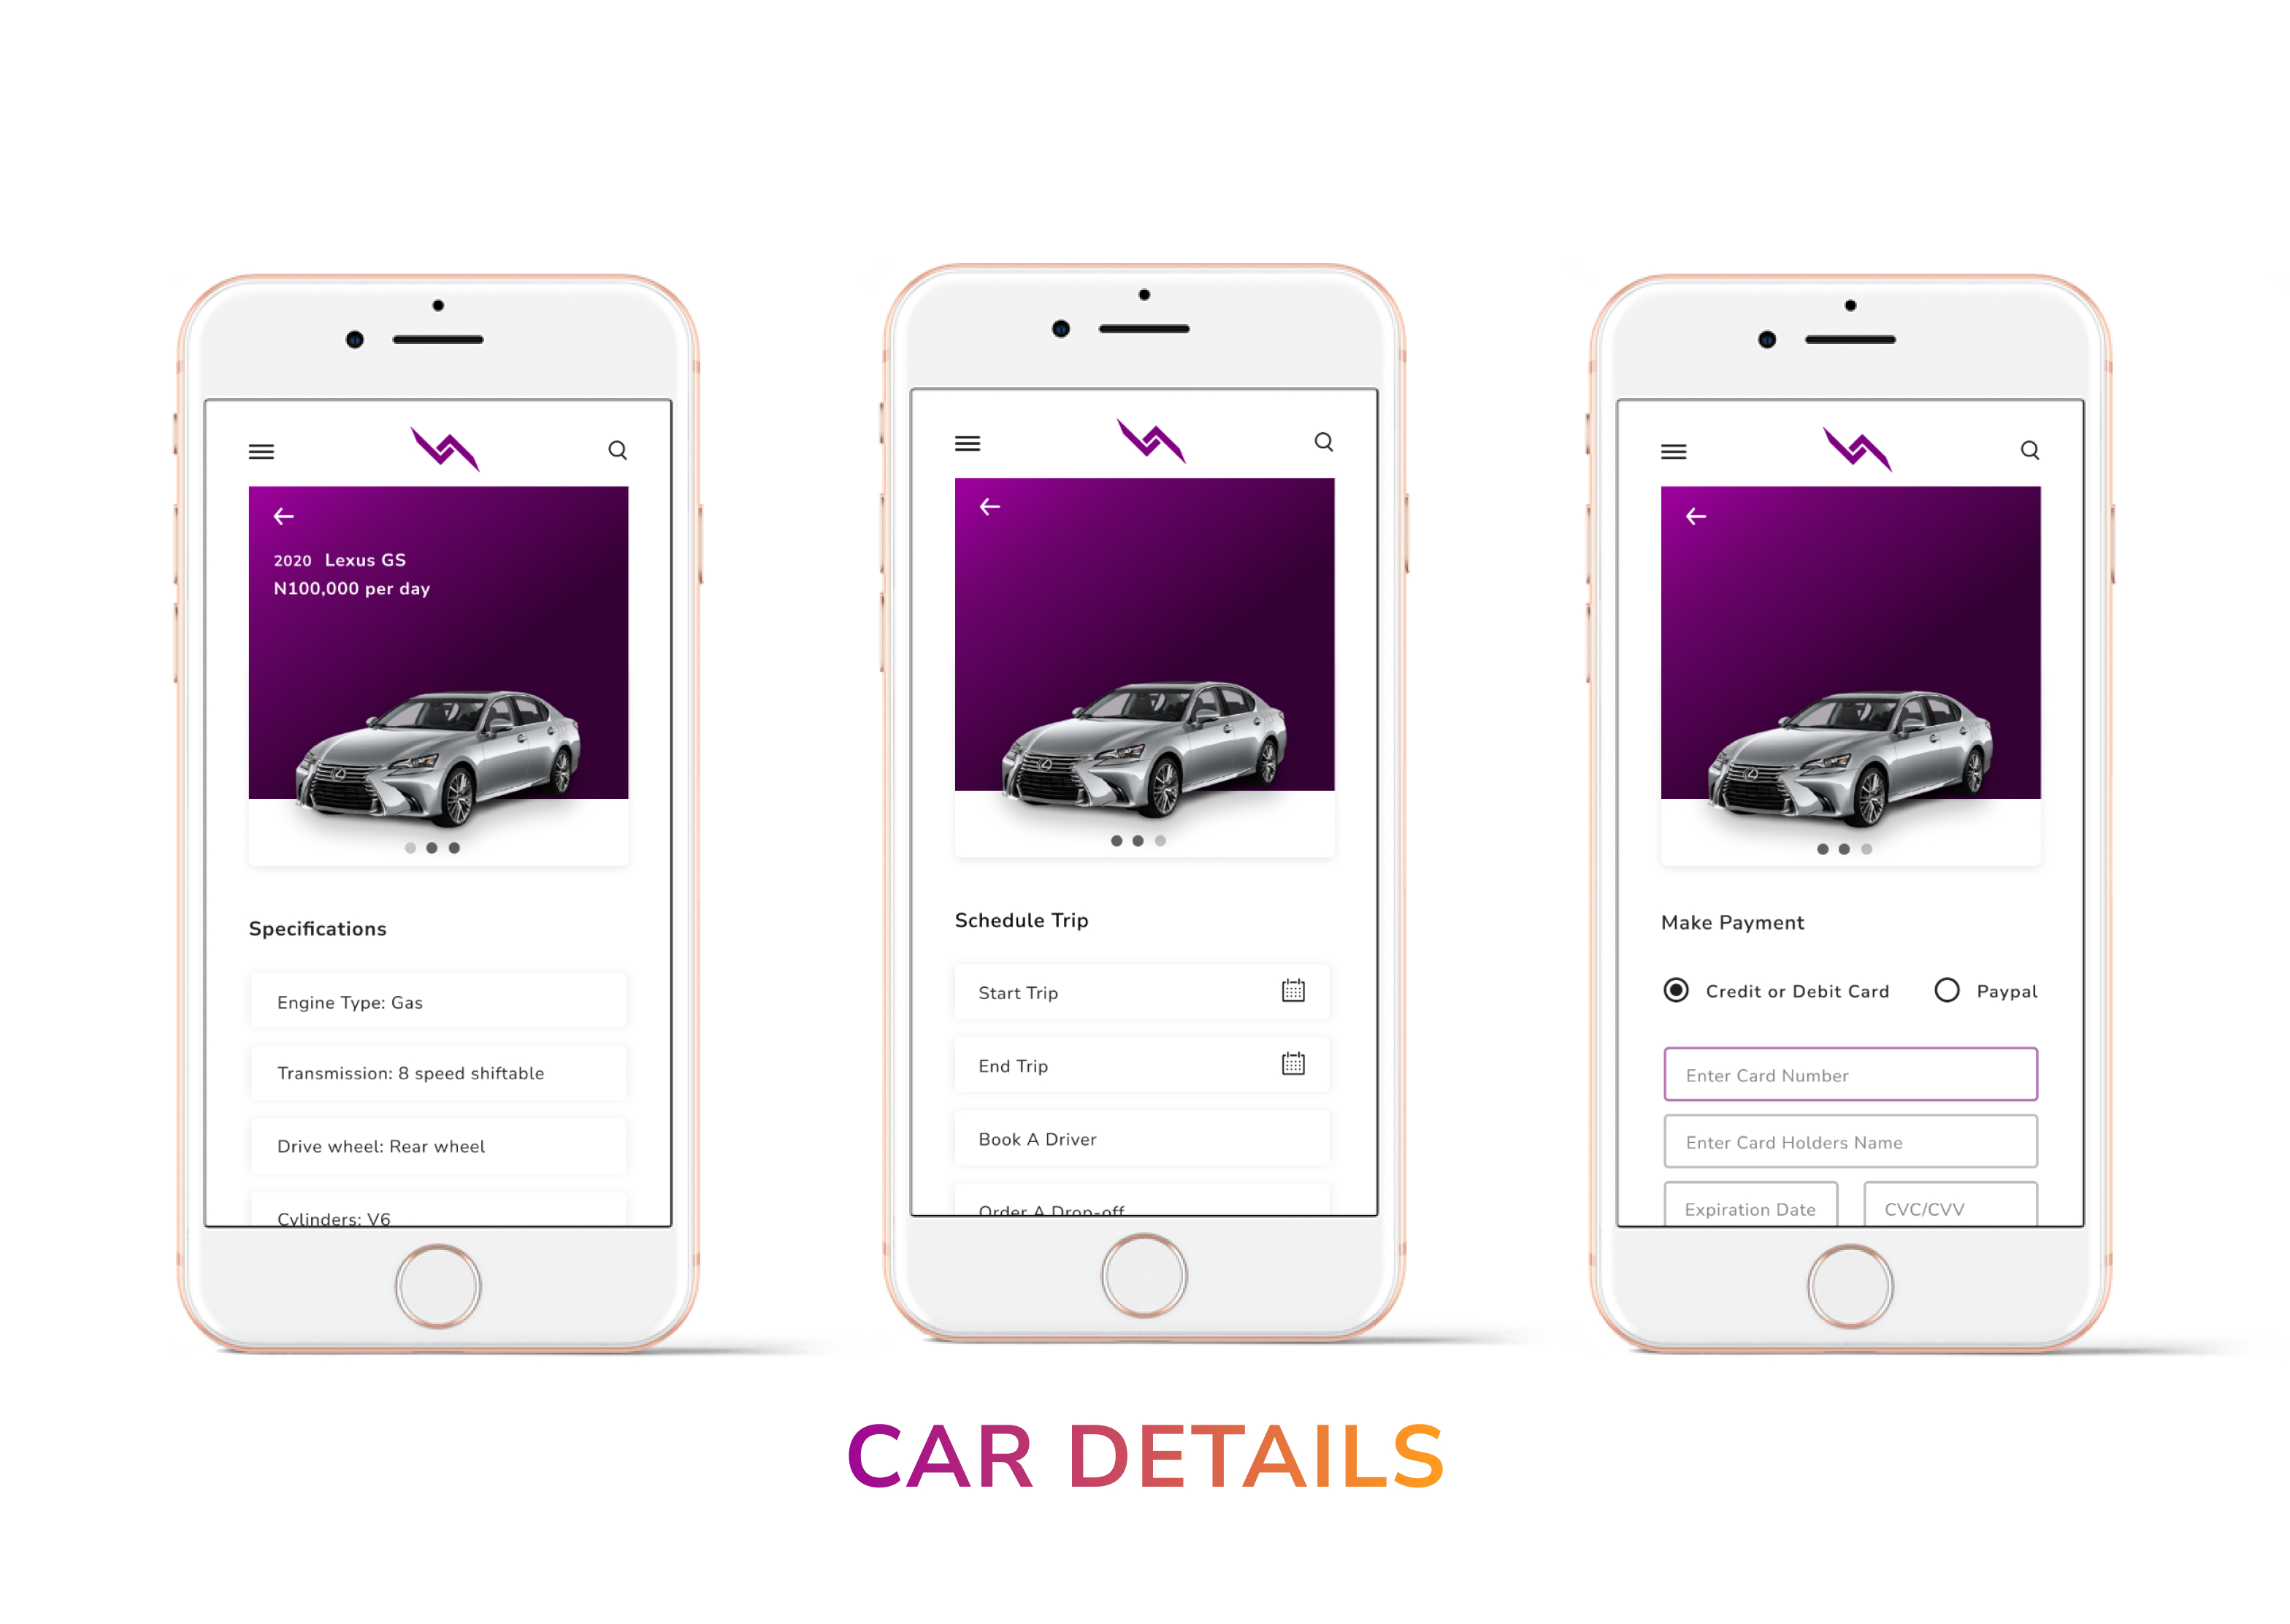 2020 Lexus GS
N100,000 per day
Specifications
Engine Type: Gas
Transmission: 8 speed shiftable
Drive wheel: Rear wheel
Cylinders: V6
Schedule Trip
Start Trip
End Trip
Book A Driver
Order A Drop-off
Make Payment
Credit or Debit Card
Paypal
Enter Card Number
Enter Card Holders Name
Expiration Date
CVC/CVV
CAR DETAILS